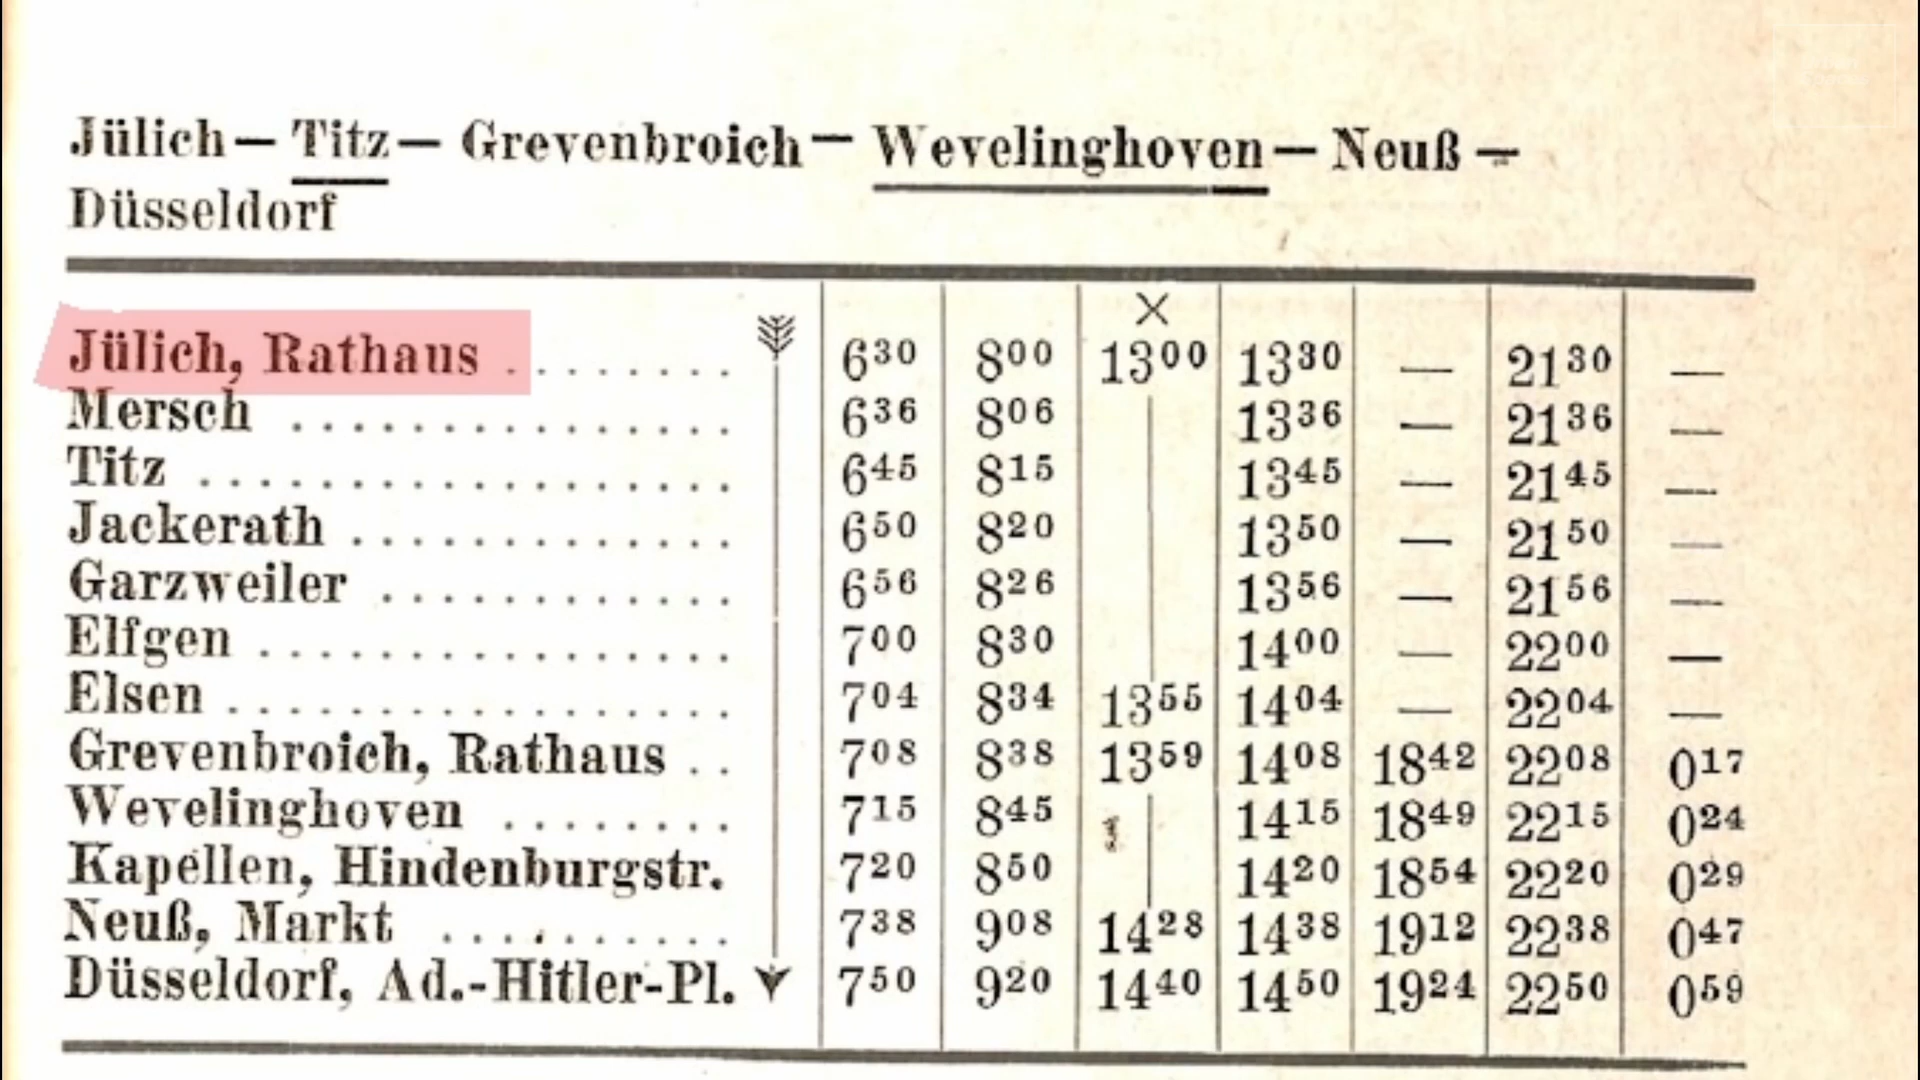 Jülich — Titz — Grevenbroich — Wevelinghoven — Neuß —
Düsseldorf
×
Jülich, Rathaus . . . . . . . . 6³⁰ 8⁰⁰ 13⁰⁰ 13³⁰ — 21³⁰ —
Mersch . . . . . . . . . . . . . . . 6³⁶ 8⁰⁶ 13³⁶ — 21³⁶ —
Titz . . . . . . . . . . . . . . . . . . 6⁴⁵ 8¹⁵ 13⁴⁵ — 21⁴⁵ —
Jackerath . . . . . . . . . . . . . 6⁵⁰ 8²⁰ 13⁵⁰ — 21⁵⁰ —
Garzweiler . . . . . . . . . . . . 6⁵⁶ 8²⁶ 13⁵⁶ — 21⁵⁶ —
Elfgen . . . . . . . . . . . . . . . . 7⁰⁰ 8³⁰ 14⁰⁰ — 22⁰⁰ —
Elsen . . . . . . . . . . . . . . . . . 7⁰⁴ 8³⁴ 13⁵⁵ 14⁰⁴ — 22⁰⁴ —
Grevenbroich, Rathaus . . 7⁰⁸ 8³⁸ 13⁵⁹ 14⁰⁸ 18⁴² 22⁰⁸ 0¹⁷
Wevelinghoven . . . . . . . . 7¹⁵ 8⁴⁵ 14¹⁵ 18⁴⁹ 22¹⁵ 0²⁴
Kapellen, Hindenburgstr. 7²⁰ 8⁵⁰ 14²⁰ 18⁵⁴ 22²⁰ 0²⁹
Neuß, Markt . . . . . . . . . . 7³⁸ 9⁰⁸ 14²⁸ 14³⁸ 19¹² 22³⁸ 0⁴⁷
Düsseldorf, Ad.-Hitler-Pl. 7⁵⁰ 9²⁰ 14⁴⁰ 14⁵⁰ 19²⁴ 22⁵⁰ 0⁵⁹